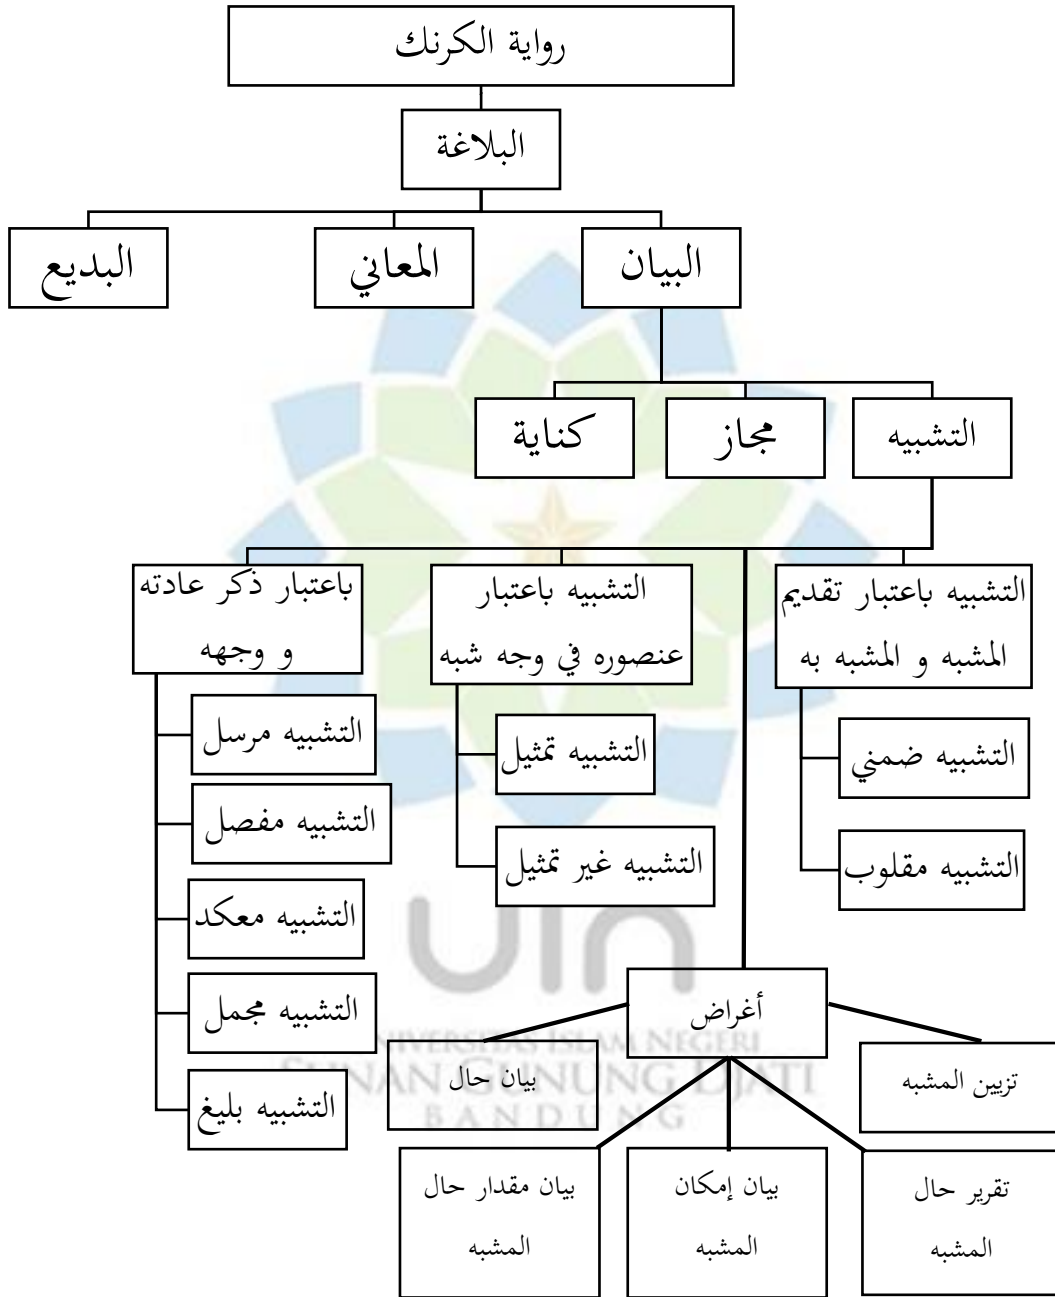 رواية الكرنك
البلاغة
البيان
المعاني
البديع
التشبيه
مجاز
كناية
التشبيه باعتبار تقديم
المشبه و المشبه به
التشبيه باعتبار
عنصوره في وجه شبه
باعتبار ذكر عادته
و وجهه
التشبيه ضمني
التشبيه مقلوب
التشبيه تمثيل
التشبيه غير تمثيل
التشبيه مرسل
التشبيه مفصل
التشبيه معكد
التشبيه مجمل
التشبيه بليغ
أغراض
تزيين المشبه
بيان حال
تقرير حال
المشبه
بيان إمكان
المشبه
بيان مقدار حال
المشبه
uin
UNIVERSITAS ISLAM NEGERI
SUNAN GUNUNG DJATI
BANDUNG